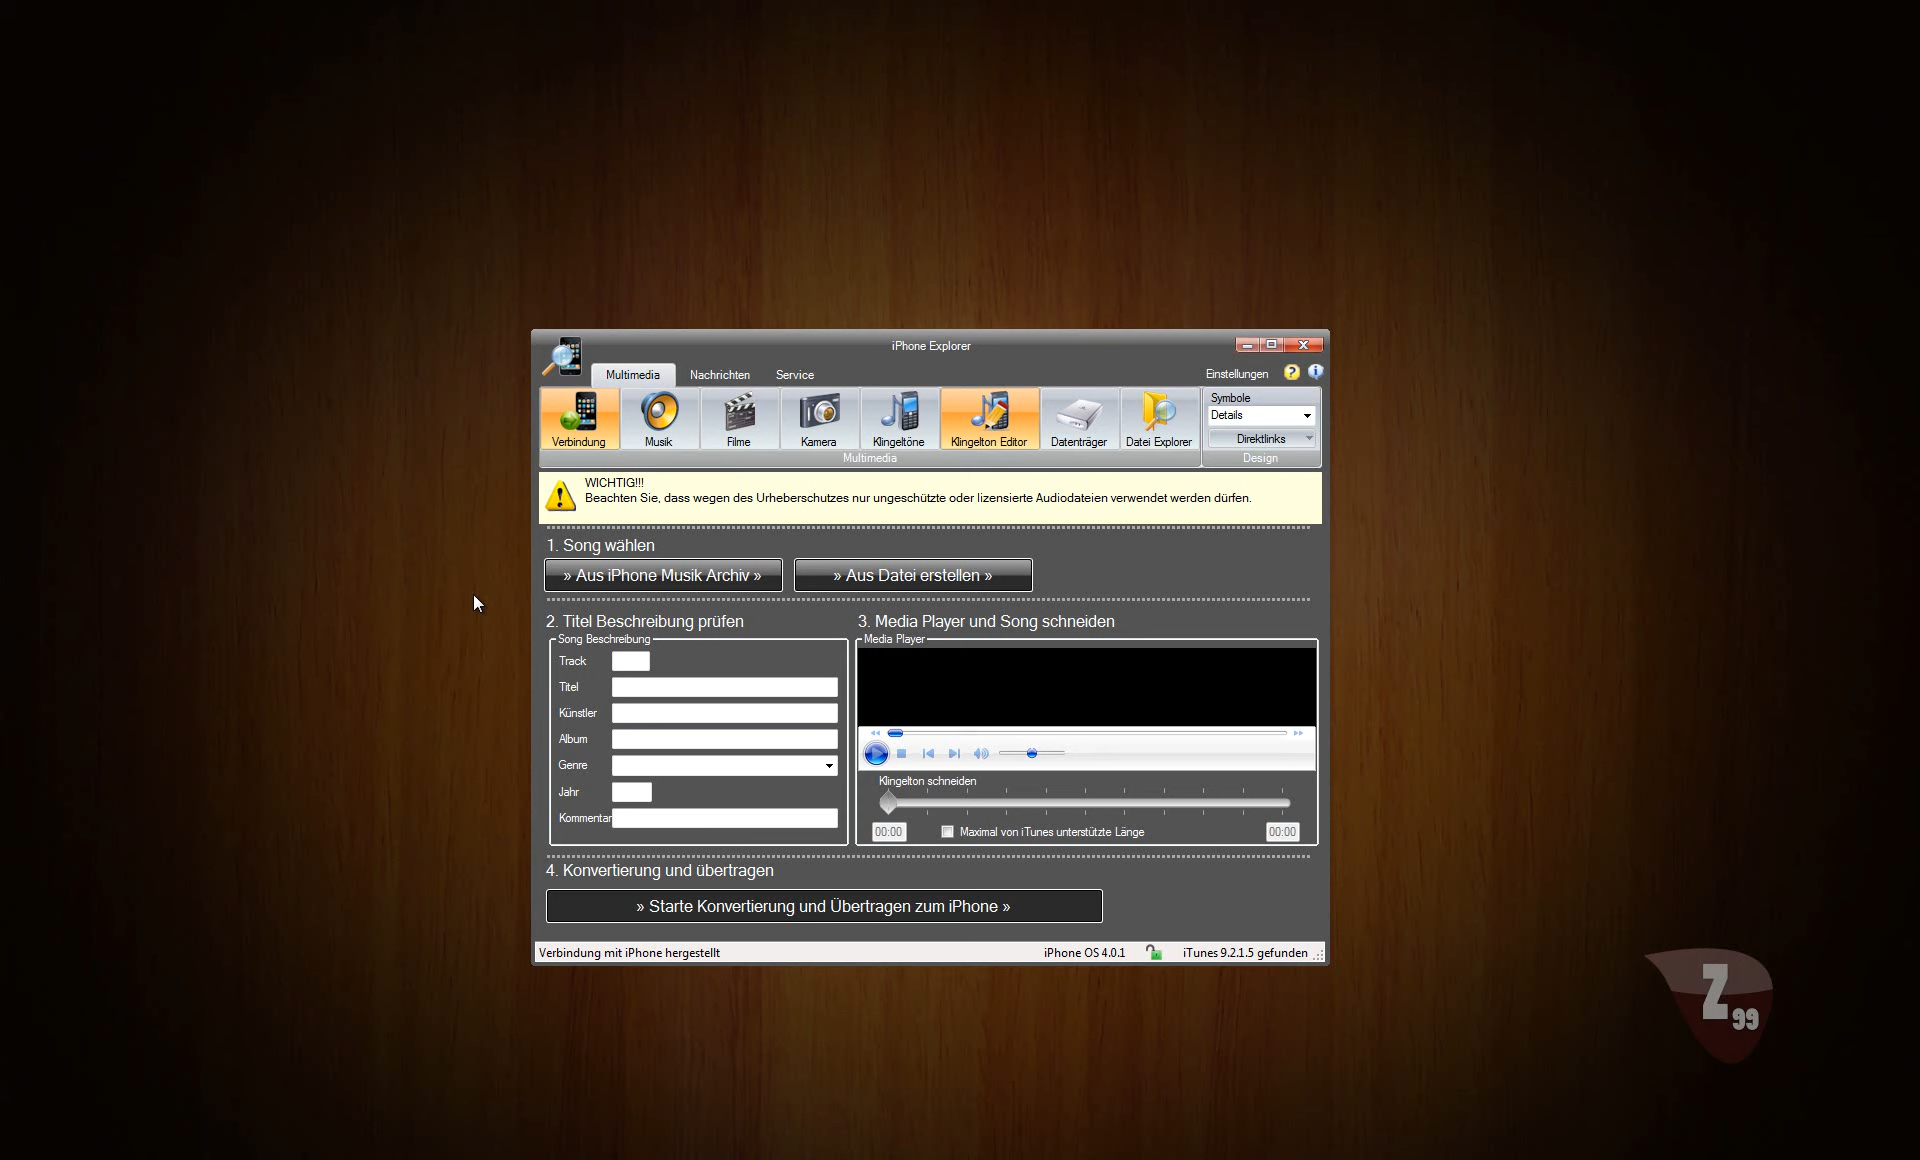 iPhone Explorer
Multimedia Nachrichten Service Einstellungen
Verbindung Musik Filme Kamera Klingeltöne Klingelton Editor Datenträger Datei Explorer
Multimedia
Symbole
Details
Direktlinks
Design
WICHTIG!!!
Beachten Sie, dass wegen des Urheberschutzes nur ungeschützte oder lizensierte Audiodateien verwendet werden dürfen.
1. Song wählen
» Aus iPhone Musik Archiv »
» Aus Datei erstellen »
2. Titel Beschreibung prüfen
Song Beschreibung
Track
Titel
Künstler
Album
Genre
Jahr
Kommentar
3. Media Player und Song schneiden
Media Player
Klingelton schneiden
00:00 Maximal von iTunes unterstützte Länge 00:00
4. Konvertierung und übertragen
» Starte Konvertierung und Übertragen zum iPhone »
Verbindung mit iPhone hergestellt iPhone OS 4.0.1 iTunes 9.2.1.5 gefunden
Z99